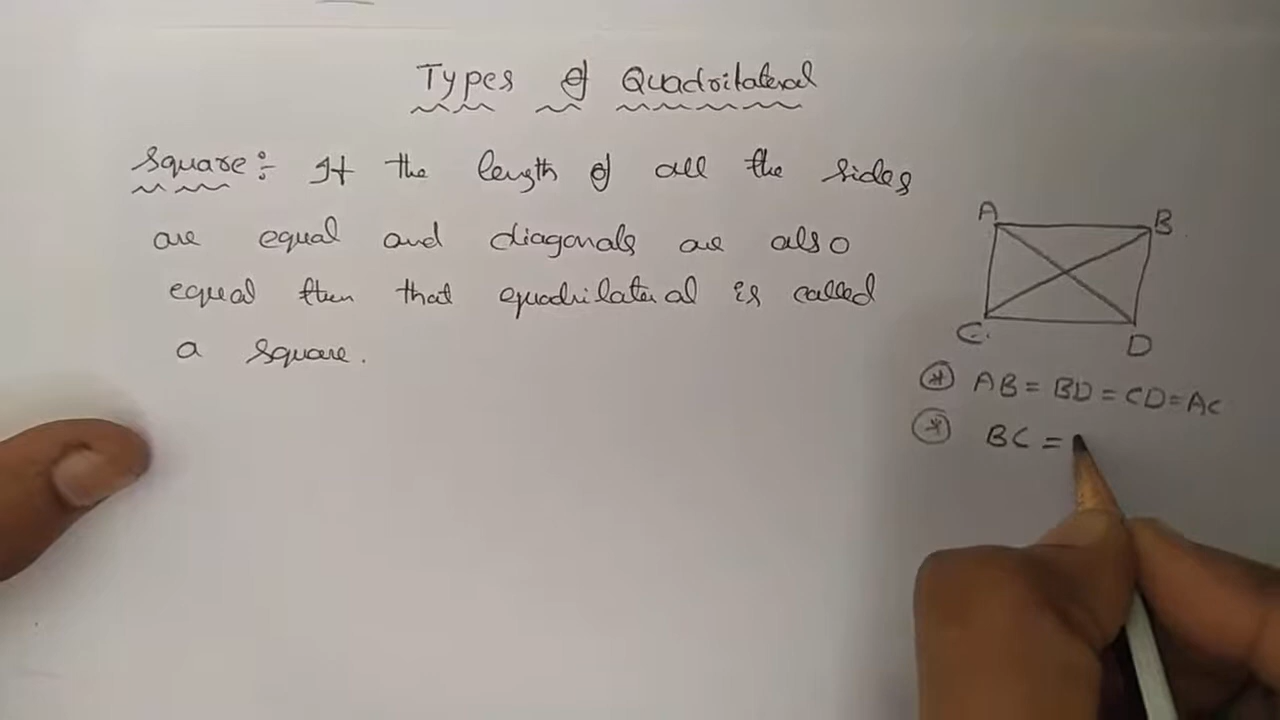 Types of Quadrilateral
Square :- If the length of all the sides
are equal and diagonals are also
equal then that quadrilateral is called
a square.
A B
C D
* AB = BD = CD = AC
* BC =